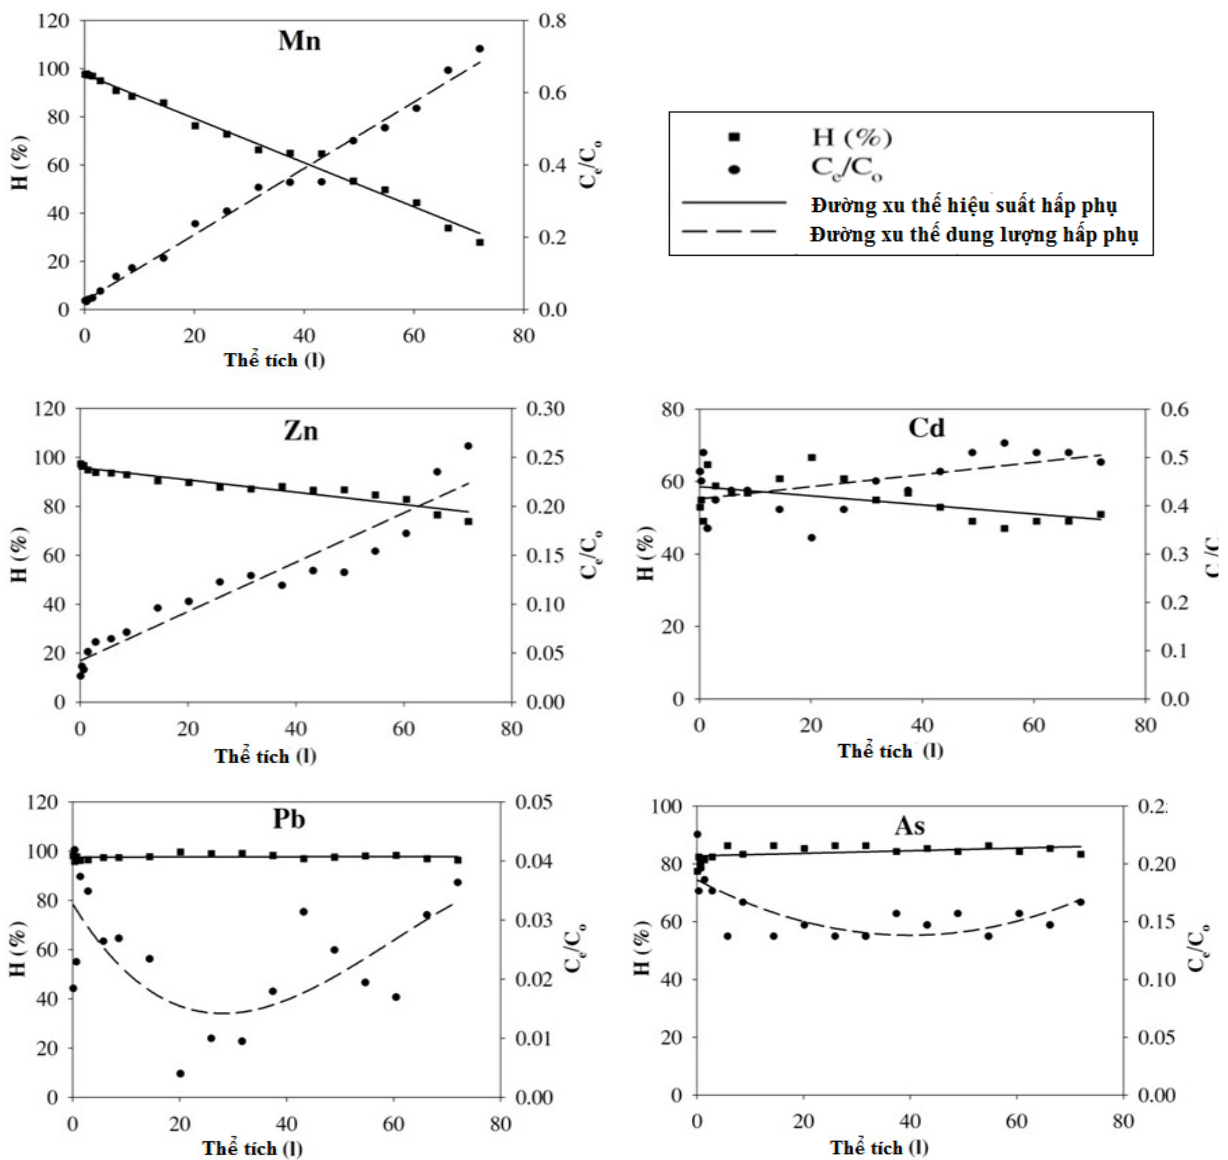 Mn
120
100
80
60
40
20
0
H (%)
0.8
0.6
0.4
0.2
0.0
Ce/Co
0 20 40 60 80
Thể tích (l)
H (%)
Ce/Co
Đường xu thế hiệu suất hấp phụ
Đường xu thế dung lượng hấp phụ
Zn
120
100
80
60
40
20
0
H (%)
0.30
0.25
0.20
0.15
0.10
0.05
0.00
Ce/Co
0 20 40 60 80
Thể tích (l)
Cd
80
60
40
20
0
H (%)
0.6
0.5
0.4
0.3
0.2
0.1
0.0
0 20 40 60 80
Thể tích (l)
Pb
120
100
80
60
40
20
0
H (%)
0.05
0.04
0.03
0.02
0.01
0.00
Ce/Co
0 20 40 60 80
Thể tích (l)
As
100
80
60
40
20
0
H (%)
0.20
0.15
0.10
0.05
0.00
Ce/Co
0 20 40 60 80
Thể tích (l)